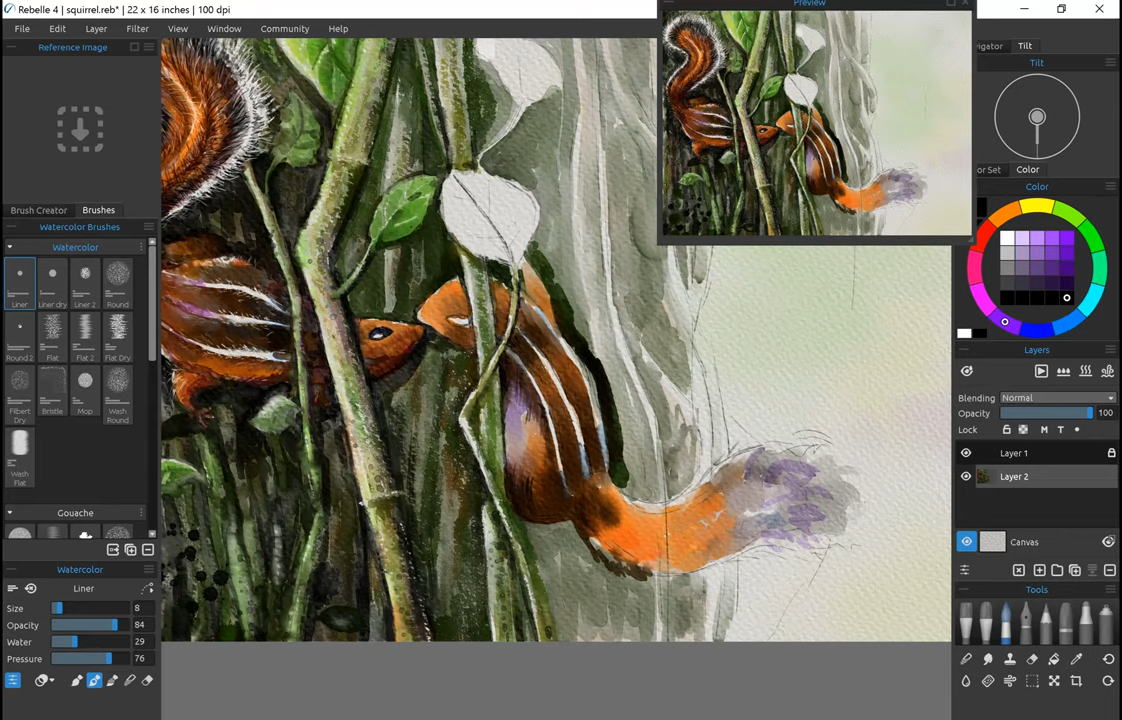 Rebelle 4 | squirrel.reb* | 22 x 16 inches | 100 dpi
Preview
File Edit Layer Filter View Window Community Help
Reference Image
Brush Creator Brushes
Watercolor Brushes
Watercolor
Liner Liner dry Liner 2 Round
Round 2 Flat Flat 2 Flat Dry
Filbert Dry Bristle Mop Wash Round
Wash Flat
Gouache
Watercolor
Liner
Size 8
Opacity 84
Water 29
Pressure 76
vigator Tilt
Tilt
or Set Color
Color
Layers
Blending Normal
Opacity 100
Lock M T
Layer 1
Layer 2
Canvas
Tools